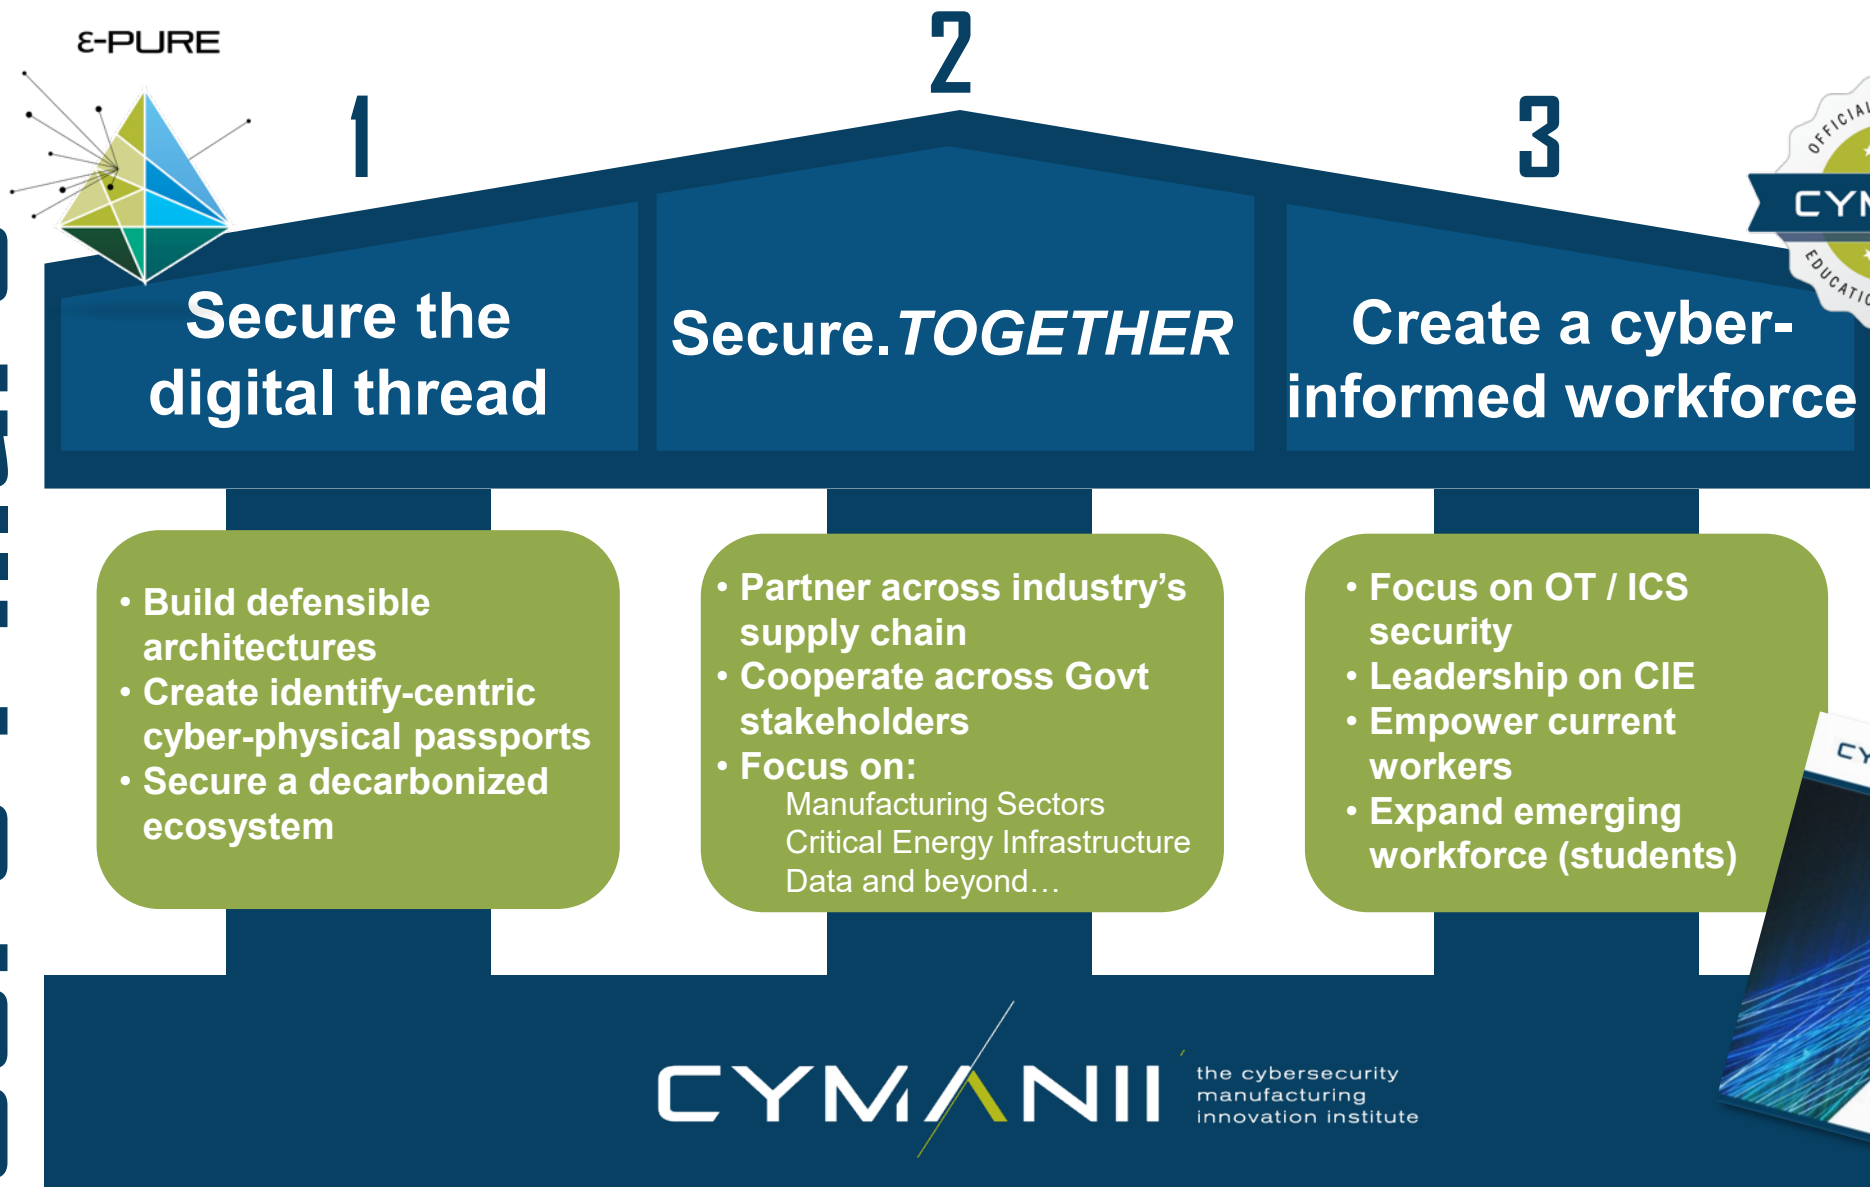 ε-PURE
1
2
3
OFFICIAL
EDUCATIO
Secure the
digital thread
Secure.TOGETHER
Create a cyber-
informed workforce
• Build defensible
architectures
• Create identify-centric
cyber-physical passports
• Secure a decarbonized
ecosystem
• Partner across industry’s
supply chain
• Cooperate across Govt
stakeholders
• Focus on:
Manufacturing Sectors
Critical Energy Infrastructure
Data and beyond…
• Focus on OT / ICS
security
• Leadership on CIE
• Empower current
workers
• Expand emerging
workforce (students)
CYMANII
the cybersecurity
manufacturing
innovation institute